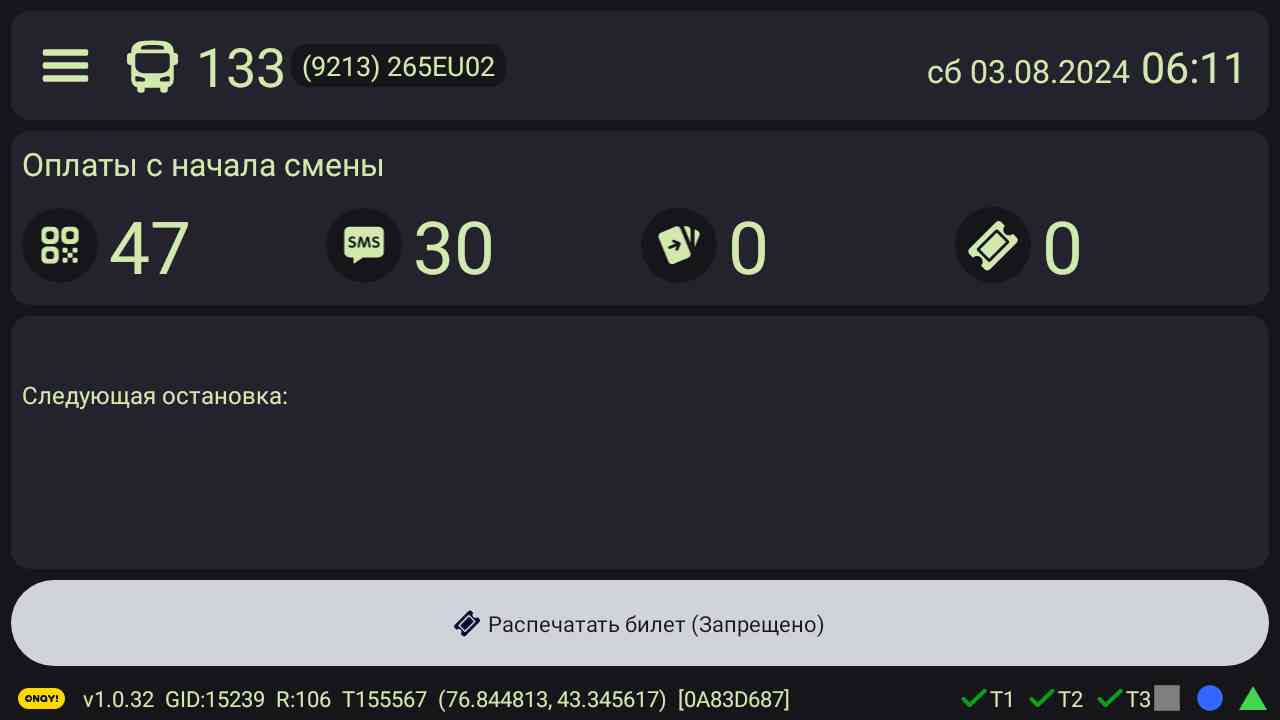 133 (9213) 265EU02 сб 03.08.2024 06:11
Оплаты с начала смены
47 SMS 30 0 0
Следующая остановка:
Распечатать билет (Запрещено)
ONAY! v1.0.32 GID:15239 R:106 T155567 (76.844813, 43.345617) [0A83D687] T1 T2 T3